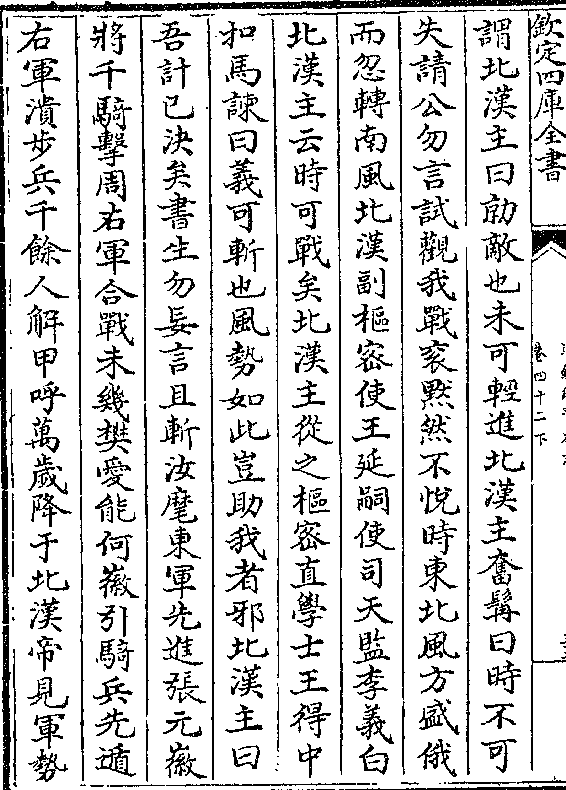 欽定四庫全書
卷四十二下
謂北漢主曰勍敵也未可輕進北漢主奮髯曰時不可
失請公勿言試觀我戰衮黙然不悅時東北風方盛俄
而忽轉南風北漢副樞密使王延嗣使司天監李義白
北漢主云時可戰矣北漢主從之樞密直學士王得中
扣馬諫曰義可斬也風勢如此豈助我者邪北漢主曰
吾計已決矣書生勿妄言且斬汝麾東軍先進張元徽
將千騎擊周右軍合戰未幾樊愛能何徽引騎兵先遁
右軍潰步兵千餘人解甲呼萬歲降于北漢帝見軍勢